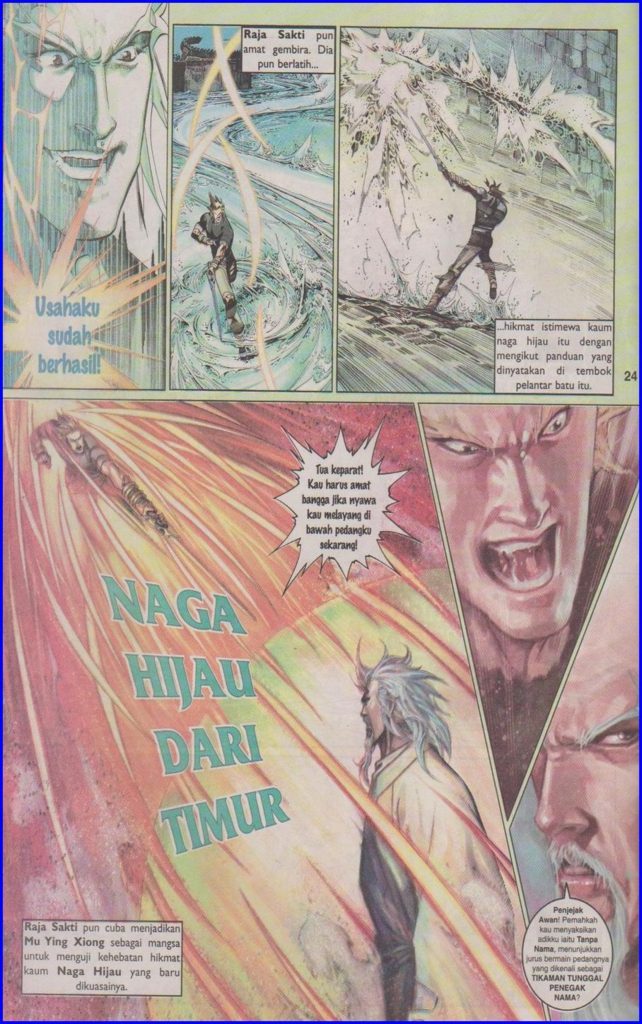 Usahaku
sudah
berhasil!
Raja Sakti pun
amat gembira. Dia
pun berlatih...
...hikmat istimewa kaum
naga hijau itu dengan
mengikut panduan yang
dinyatakan di tembok
pelantar batu itu.
24
Tua keparat!
Kau harus amat
bangga jika nyawa
kau melayang di
bawah pedangku
sekarang!
NAGA
HIJAU
DARI
TIMUR
Raja Sakti pun cuba menjadikan
Mu Ying Xiong sebagai mangsa
untuk menguji kehebatan hikmat
kaum Naga Hijau yang baru
dikuasainya.
Penjejak
Awan! Pernahkah
kau menyaksikan
adikku iaitu Tanpa
Nama, menunjukkan
jurus bermain pedangnya
yang dikenali sebagai
TIKAMAN TUNGGAL
PENEGAK
NAMA?